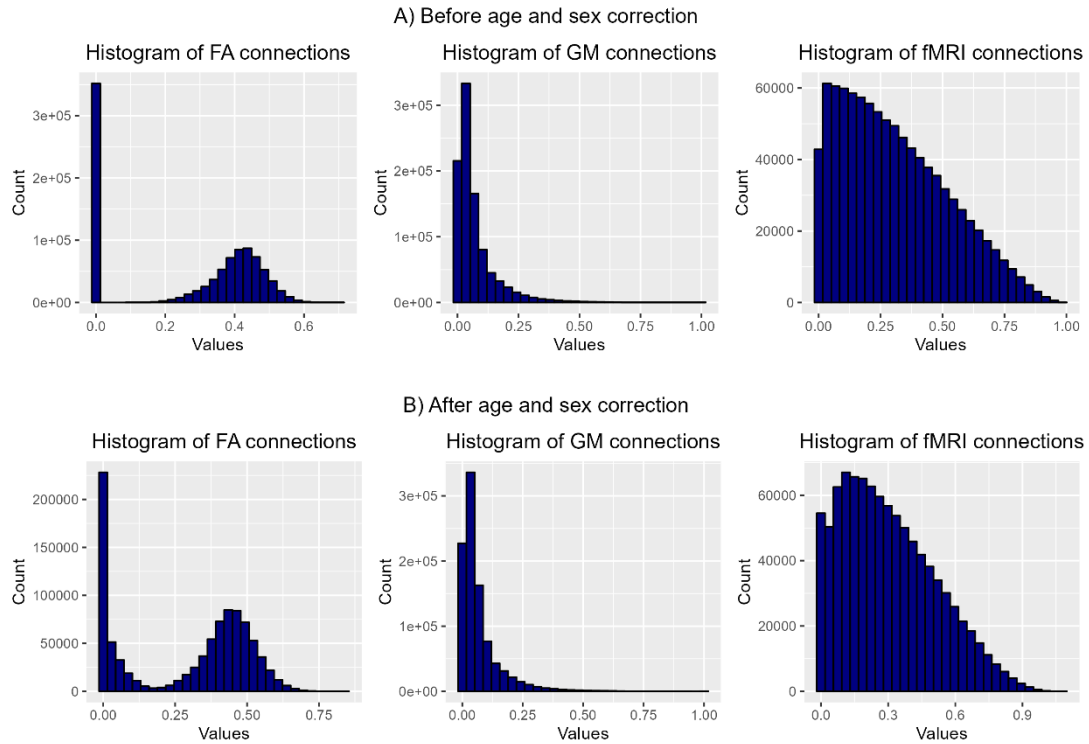 A) Before age and sex correction
Histogram of FA connections
3e+05
2e+05
1e+05
0e+00
Count
0.0 0.2 0.4 0.6
Values
Histogram of GM connections
3e+05
2e+05
1e+05
0e+00
Count
0.00 0.25 0.50 0.75 1.00
Values
Histogram of fMRI connections
60000
40000
20000
0
Count
0.00 0.25 0.50 0.75 1.00
Values
B) After age and sex correction
Histogram of FA connections
200000
150000
100000
50000
0
Count
0.00 0.25 0.50 0.75
Values
Histogram of GM connections
3e+05
2e+05
1e+05
0e+00
Count
0.00 0.25 0.50 0.75 1.00
Values
Histogram of fMRI connections
60000
40000
20000
0
Count
0.0 0.3 0.6 0.9
Values